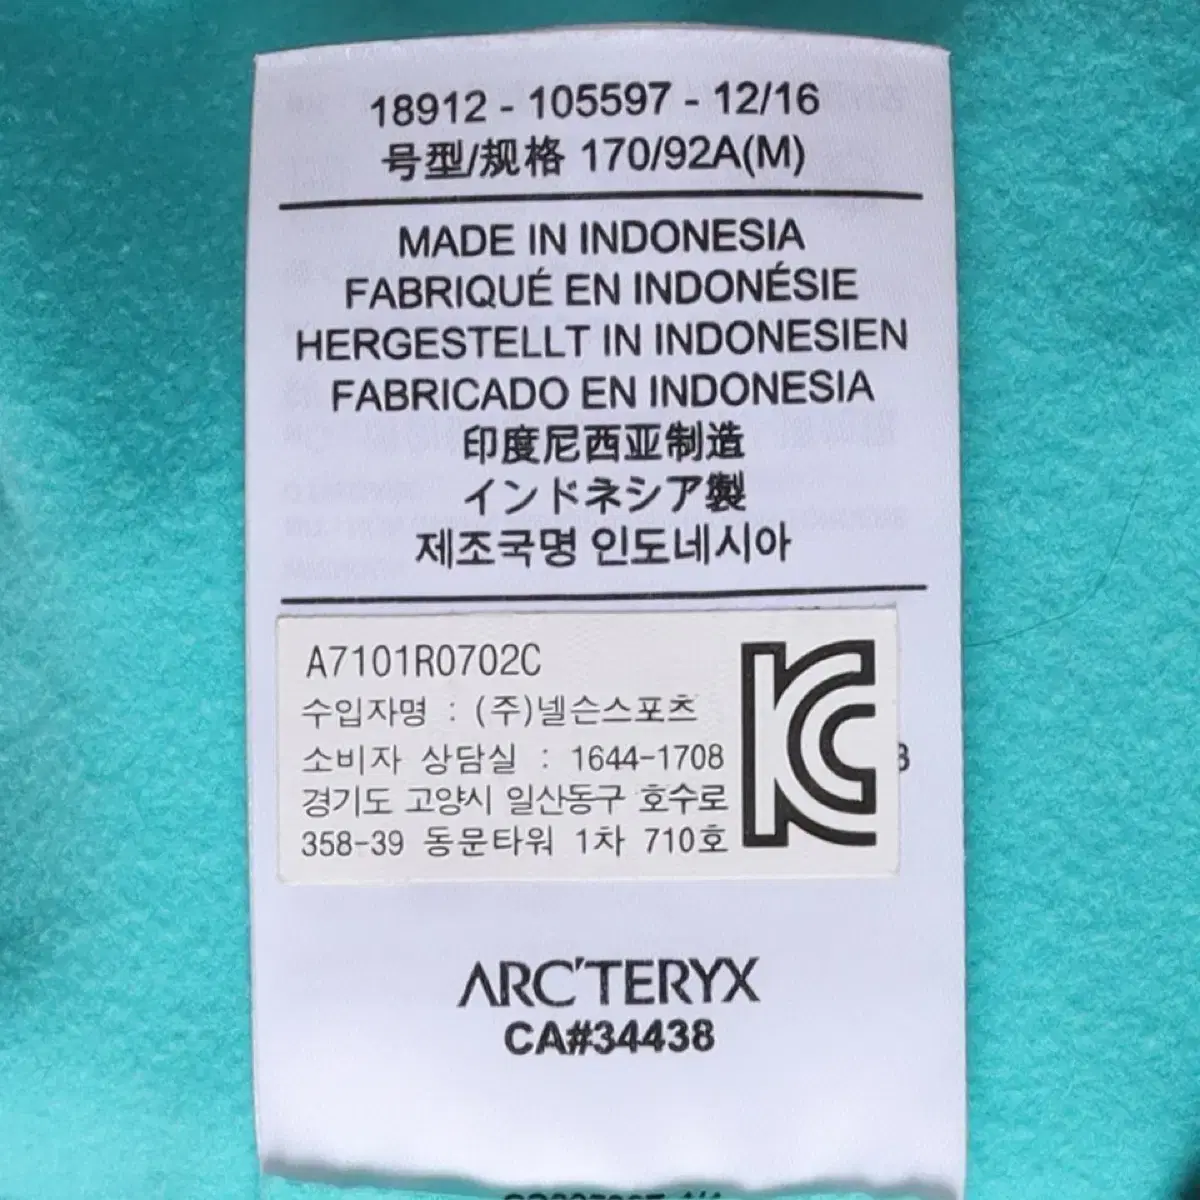 18912 - 105597 - 12/16
号型/规格 170/92A(M)
MADE IN INDONESIA
FABRIQUÉ EN INDONÉSIE
HERGESTELLT IN INDONESIEN
FABRICADO EN INDONESIA
印度尼西亚制造
インドネシア製
제조국명 인도네시아
A7101R0702C
수입자명 : (주)넬슨스포츠
소비자 상담실 : 1644-1708
경기도 고양시 일산동구 호수로
358-39 동문타워 1차 710호
ARC'TERYX
CA#34438